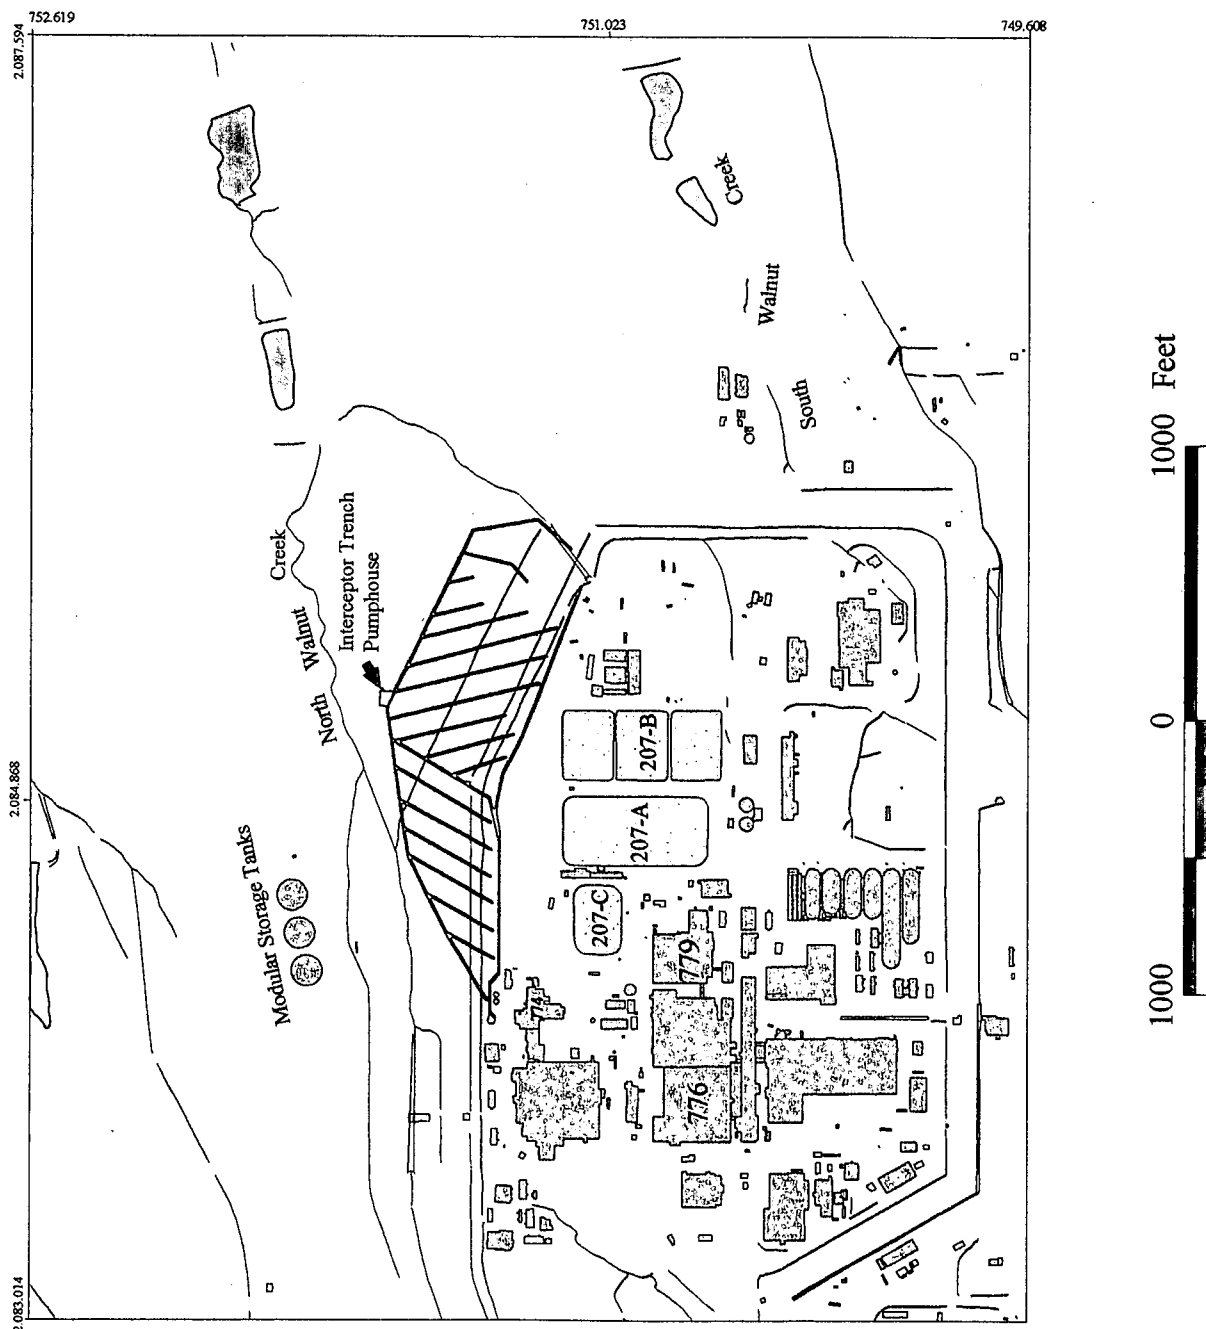 752.619
751.023
749.608
2.087.594
Creek
Walnut
South
Creek
Walnut
North
Interceptor Trench
Pumphouse
2.084.868
Modular Storage Tanks
207-B
207-A
207-C
779
774
776
2.083.014
1000 Feet
0
1000